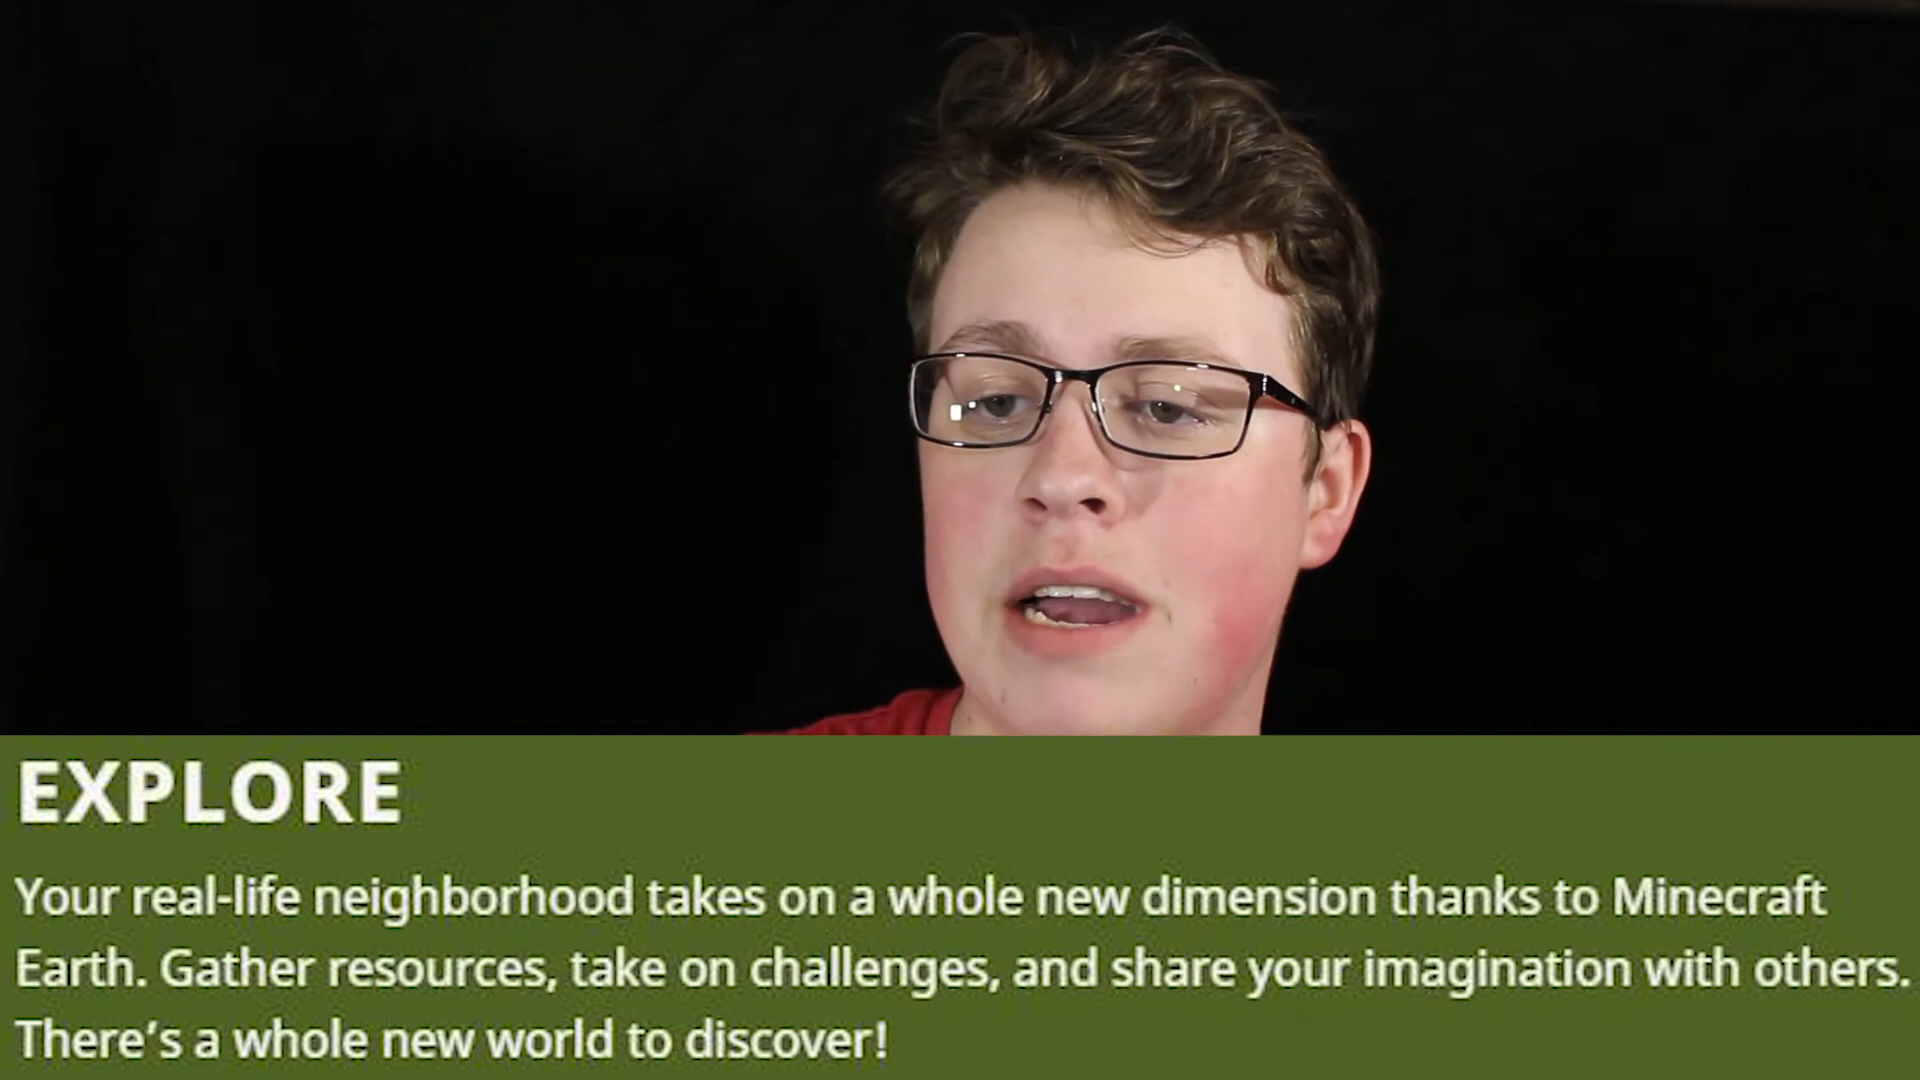 EXPLORE
Your real-life neighborhood takes on a whole new dimension thanks to Minecraft
Earth. Gather resources, take on challenges, and share your imagination with others.
There's a whole new world to discover!